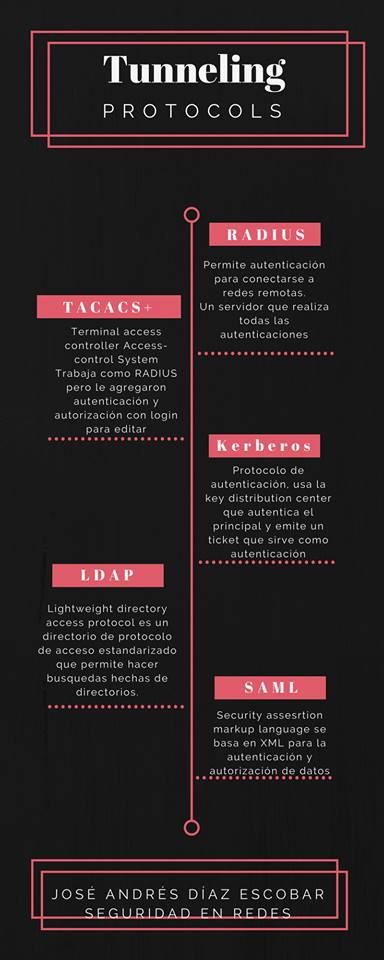 Tunneling
PROTOCOLS
RADIUS
Permite autenticación
para conectarse a
redes remotas.
Un servidor que realiza
todas las
autenticaciones
TACACS+
Terminal access
controller Access-
control System
Trabaja como RADIUS
pero le agregaron
autenticación y
autorización con login
para editar
Kerberos
Protocolo de
autenticación, usa la
key distribution center
que autentica el
principal y emite un
ticket que sirve como
autenticación
LDAP
Lightweight directory
access protocol es un
directorio de protocolo
de acceso estandarizado
que permite hacer
busquedas hechas de
directorios.
SAML
Security assesrtion
markup language se
basa en XML para la
autenticación y
autorización de datos
JOSÉ ANDRÉS DÍAZ ESCOBAR
SEGURIDAD EN REDES